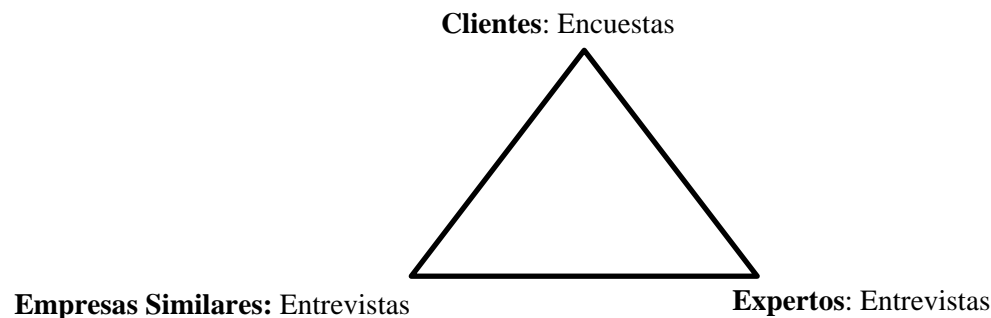 Clientes: Encuestas
Empresas Similares: Entrevistas
Expertos: Entrevistas